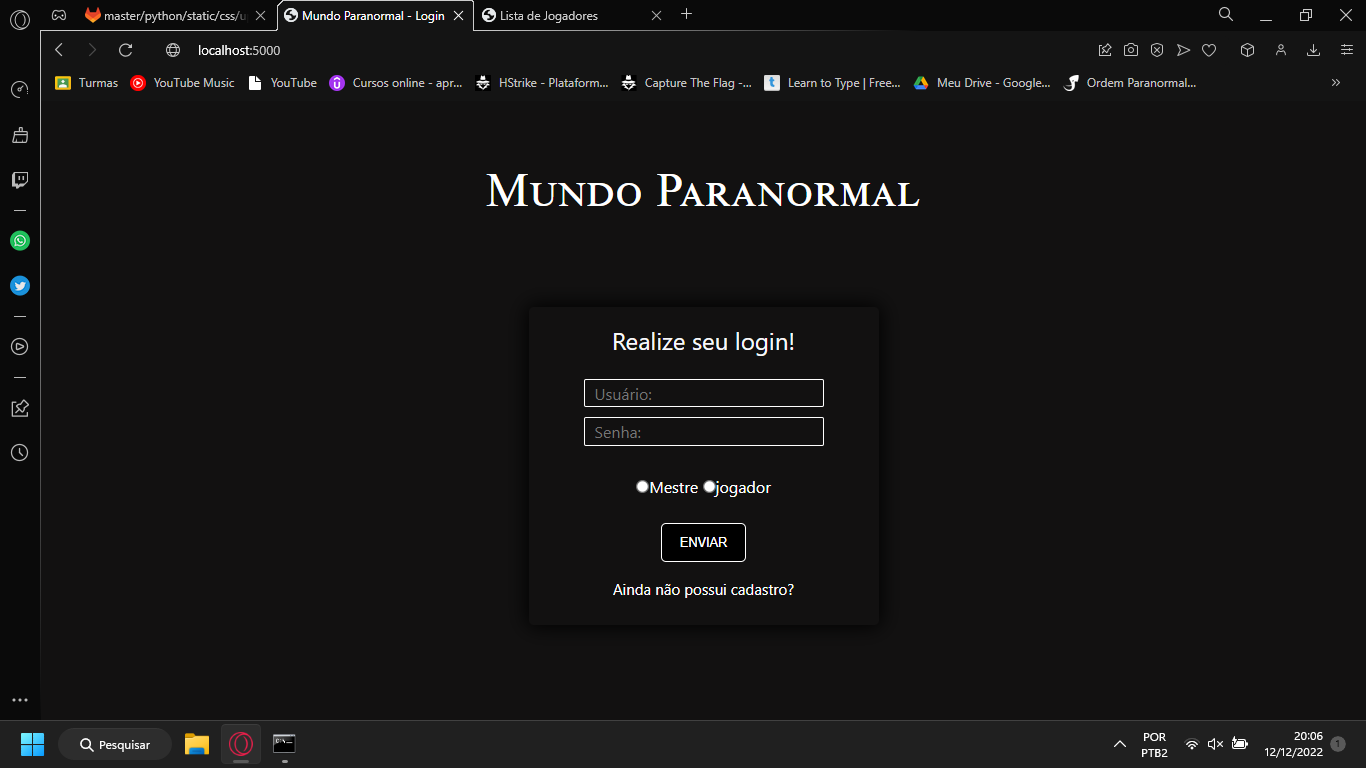 master/python/static/css/u
Mundo Paranormal - Login
Lista de Jogadores
localhost:5000
Turmas
YouTube Music
YouTube
Cursos online - apr...
HStrike - Plataform...
Capture The Flag -...
Learn to Type | Free...
Meu Drive - Google...
Ordem Paranormal...
Mundo Paranormal
Realize seu login!
Usuário:
Senha:
Mestre jogador
ENVIAR
Ainda não possui cadastro?
Pesquisar
POR
PTB2
20:06
12/12/2022
1